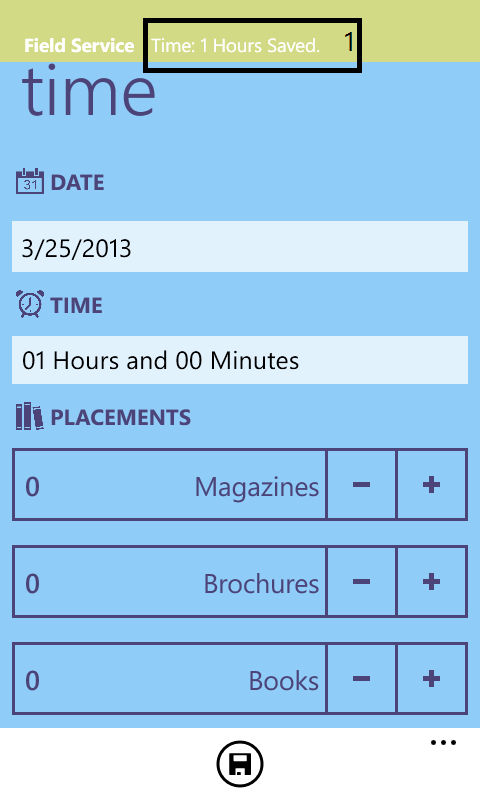 Field Service Time: 1 Hours Saved. 1
time
31 DATE
3/25/2013
TIME
01 Hours and 00 Minutes
PLACEMENTS
0 Magazines − +
0 Brochures − +
0 Books − +
...